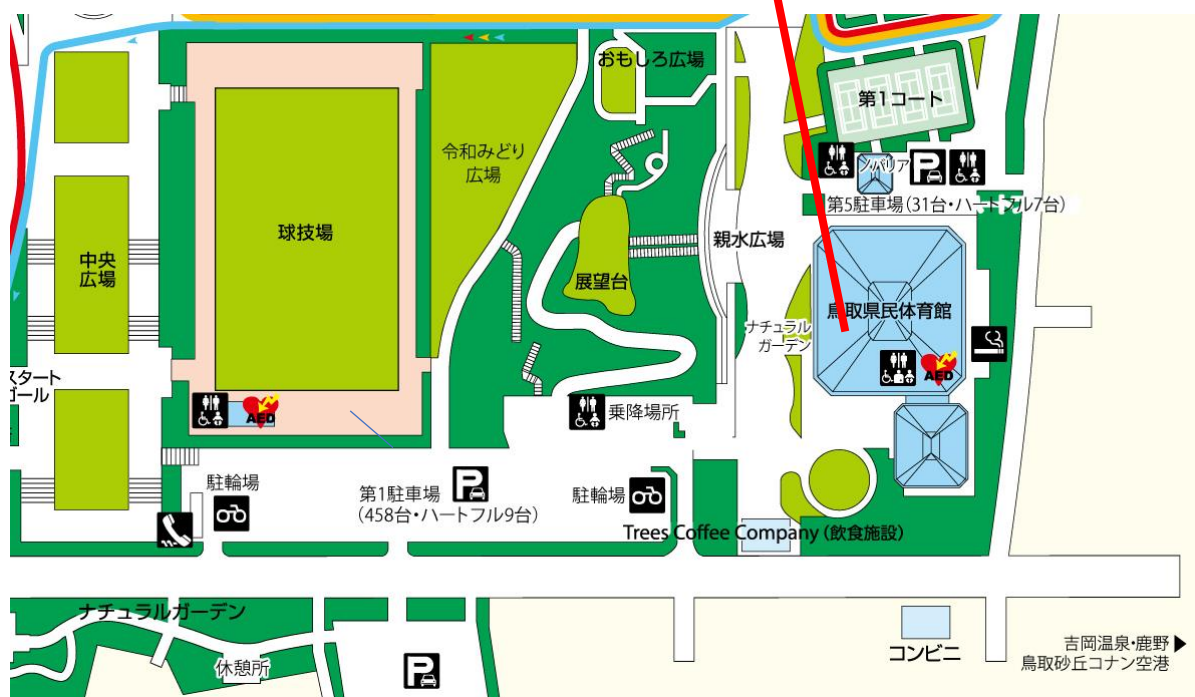 おもしろ広場
第1コート
令和みどり
広場
ノバリア
第5駐車場(31台・ハートフル7台)
球技場
親水広場
中央
広場
展望台
鳥取県民体育館
ナチュラル
ガーデン
AED
スタート
ゴール
AED
乗降場所
駐輪場
第1駐車場
(458台・ハートフル9台)
駐輪場
Trees Coffee Company (飲食施設)
ナチュラルガーデン
休憩所
コンビニ
吉岡温泉・鹿野▶
鳥取砂丘コナン空港